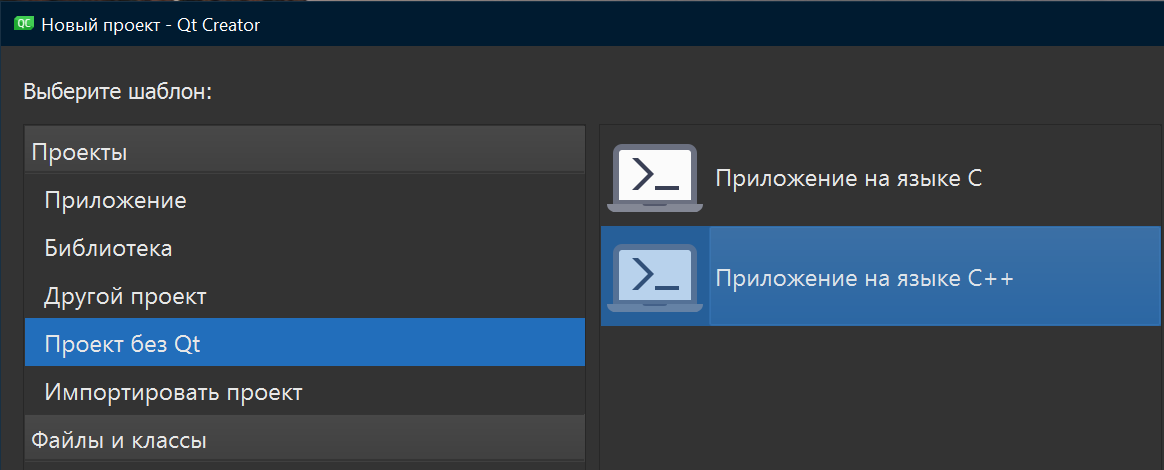 QC Новый проект - Qt Creator
Выберите шаблон:
Проекты
Приложение
Библиотека
Другой проект
Проект без Qt
Импортировать проект
Файлы и классы
Приложение на языке C
Приложение на языке C++